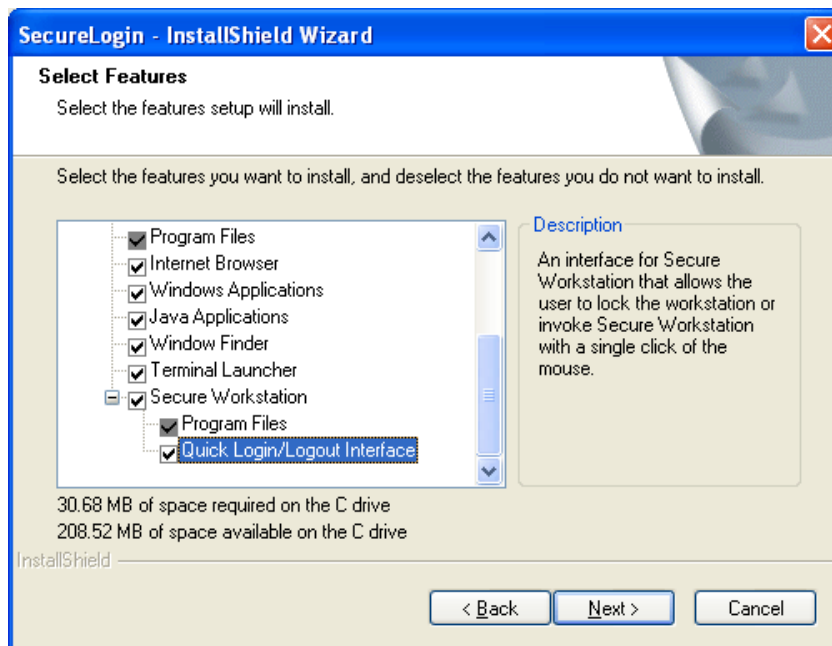 SecureLogin - InstallShield Wizard
Select Features
Select the features setup will install.
Select the features you want to install, and deselect the features you do not want to install.
Program Files
Internet Browser
Windows Applications
Java Applications
Window Finder
Terminal Launcher
Secure Workstation
Program Files
Quick Login/Logout Interface
Description
An interface for Secure
Workstation that allows the
user to lock the workstation or
invoke Secure Workstation
with a single click of the
mouse.
30.68 MB of space required on the C drive
208.52 MB of space available on the C drive
InstallShield
< Back
Next >
Cancel